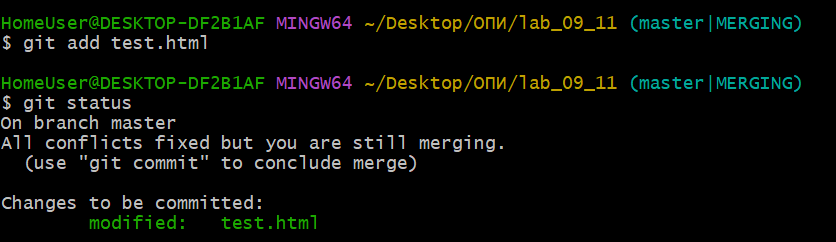 HomeUser@DESKTOP-DF2B1AF MINGW64 ~/Desktop/ОПИ/lab_09_11 (master|MERGING)
$ git add test.html
HomeUser@DESKTOP-DF2B1AF MINGW64 ~/Desktop/ОПИ/lab_09_11 (master|MERGING)
$ git status
On branch master
All conflicts fixed but you are still merging.
  (use "git commit" to conclude merge)
Changes to be committed:
        modified:   test.html